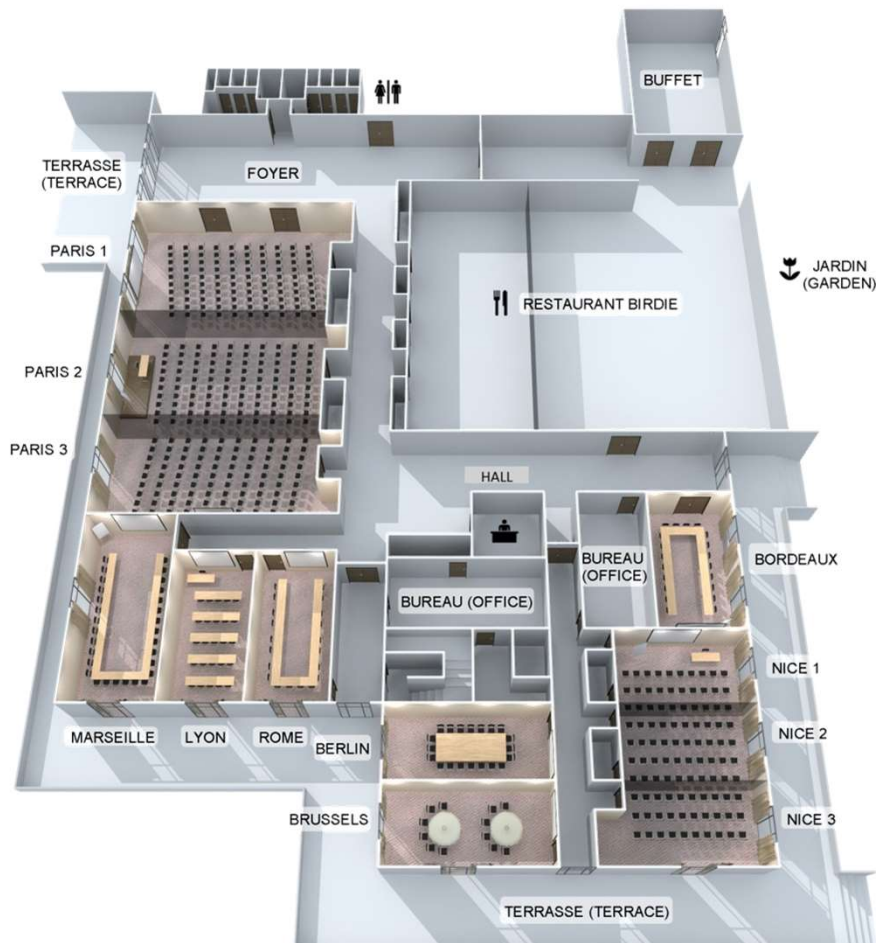 BUFFET
TERRASSE
(TERRACE)
FOYER
PARIS 1
JARDIN
(GARDEN)
RESTAURANT BIRDIE
PARIS 2
PARIS 3
HALL
BUREAU
(OFFICE)
BORDEAUX
BUREAU (OFFICE)
NICE 1
MARSEILLE
LYON
ROME
BERLIN
NICE 2
BRUSSELS
NICE 3
TERRASSE (TERRACE)